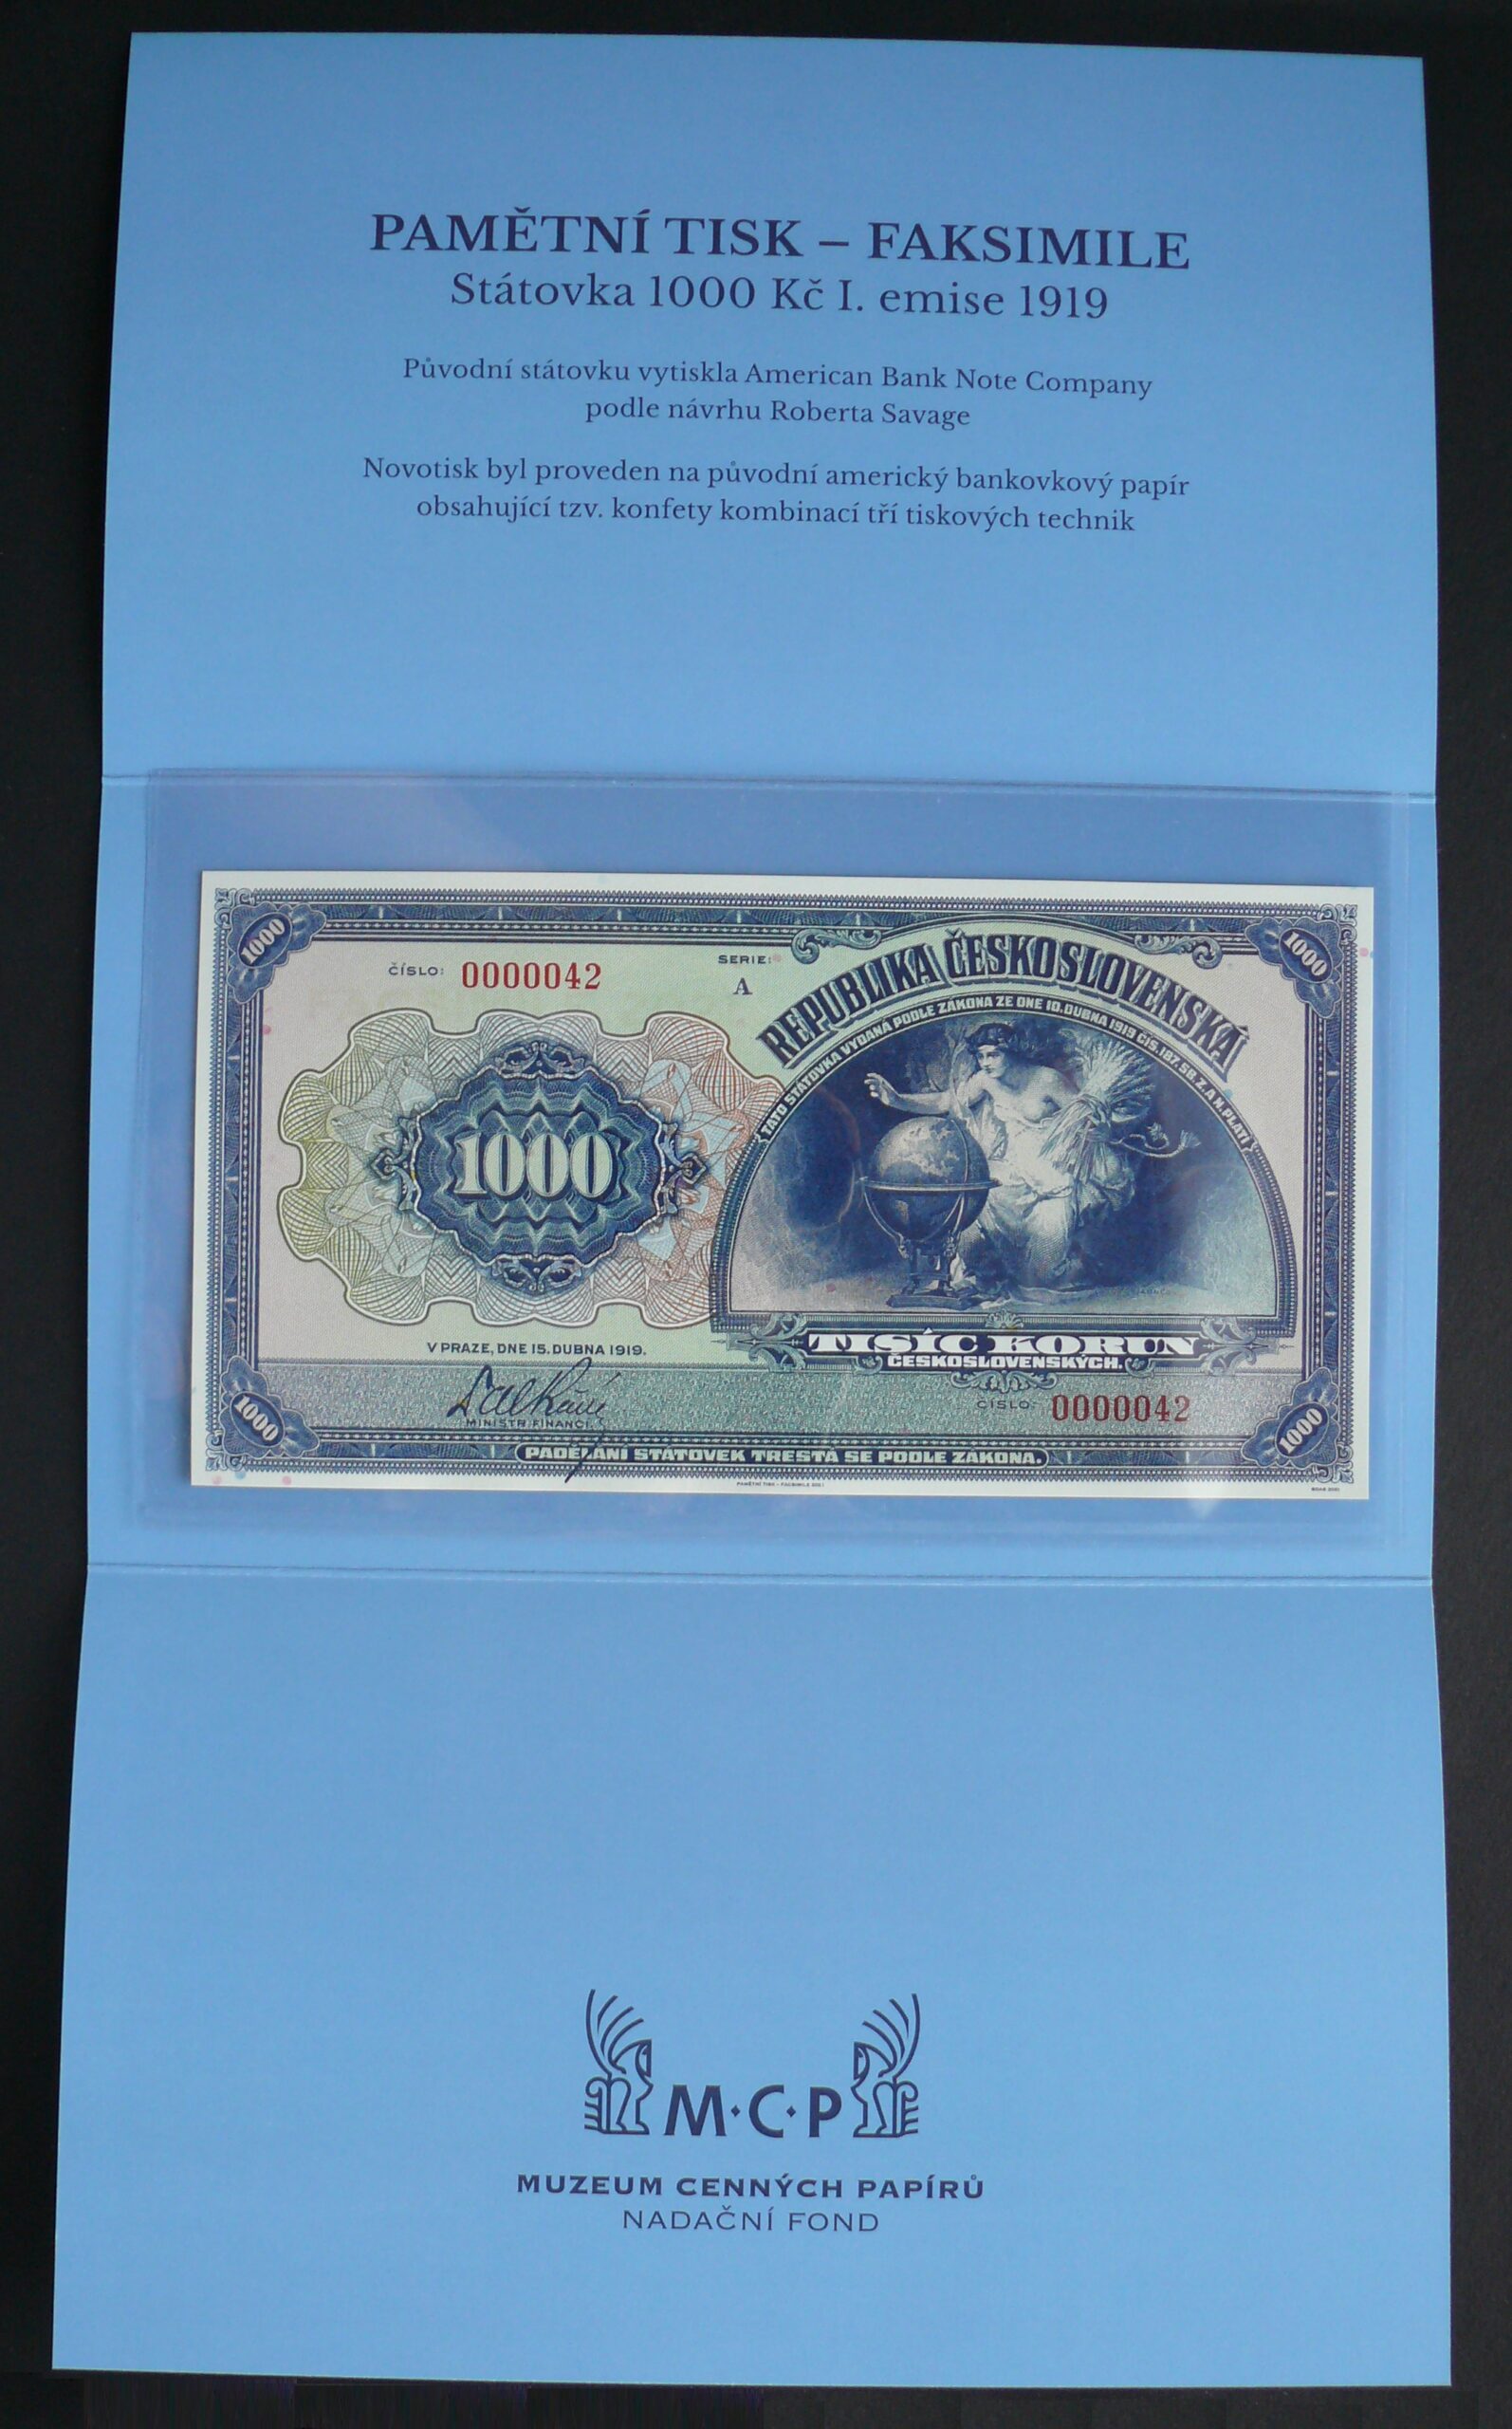 PAMĚTNÍ TISK – FAKSIMILE
Státovka 1000 Kč I. emise 1919
Původní státovku vytiskla American Bank Note Company
podle návrhu Roberta Savage
Novotisk byl proveden na původní americký bankovkový papír
obsahující tzv. konfety kombinací tří tiskových technik
1000
1000
ČÍSLO: 0000042
SERIE:
A
REPUBLIKA ČESKOSLOVENSKÁ
TATO STÁTOVKA VYDANÁ PODLE ZÁKONA ZE DNE 10. DUBNA 1919 ČÍS. 187. SB. Z. A N. PLATÍ
1000
V PRAZE, DNE 15. DUBNA 1919.
TISÍC KORUN
ČESKOSLOVENSKÝCH.
MINISTR FINANCÍ.
ČÍSLO: 0000042
1000
1000
PADĚLÁNÍ STÁTOVEK TRESTÁ SE PODLE ZÁKONA.
PAMĚTNÍ TISK – FAKSIMILE 2021
M·C·P
MUZEUM CENNÝCH PAPÍRŮ
NADAČNÍ FOND